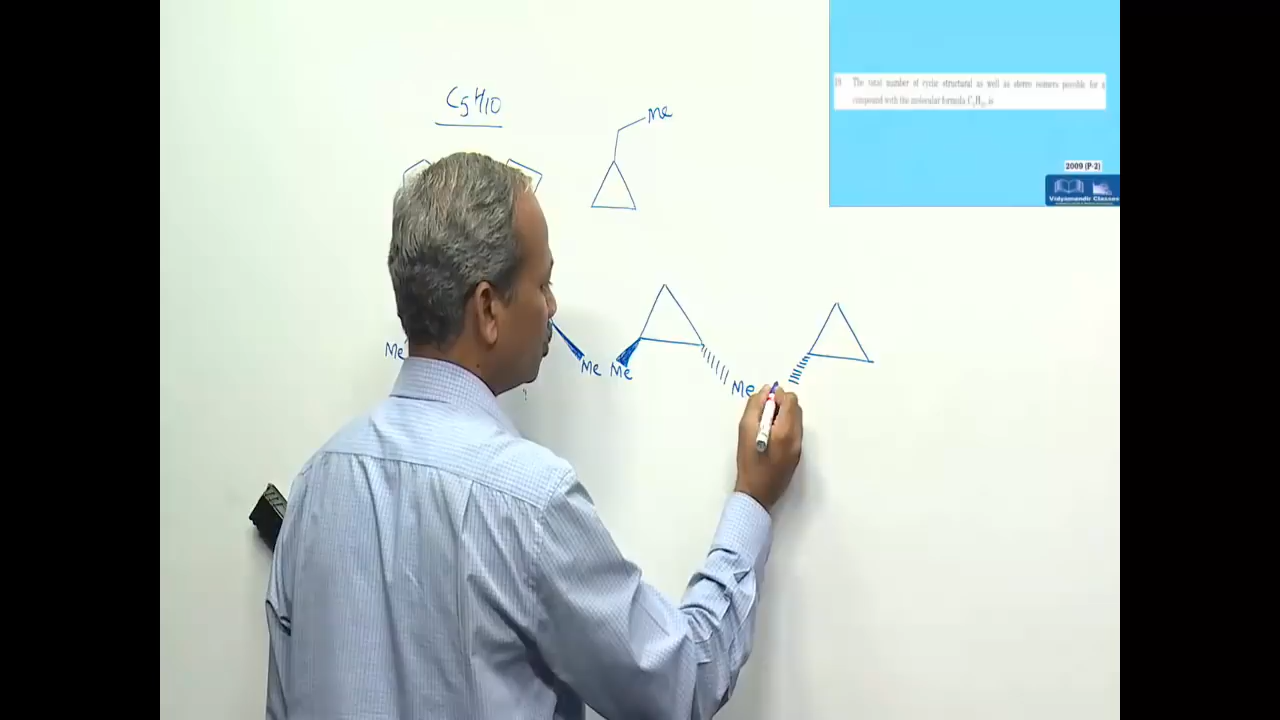 C5H10
Me
Me
Me
Me
Me
19 The total number of cyclic structural as well as stereo isomers possible for a
compound with the molecular formula C5H10 is
2009 (P-2)
Vidyamandir Classes